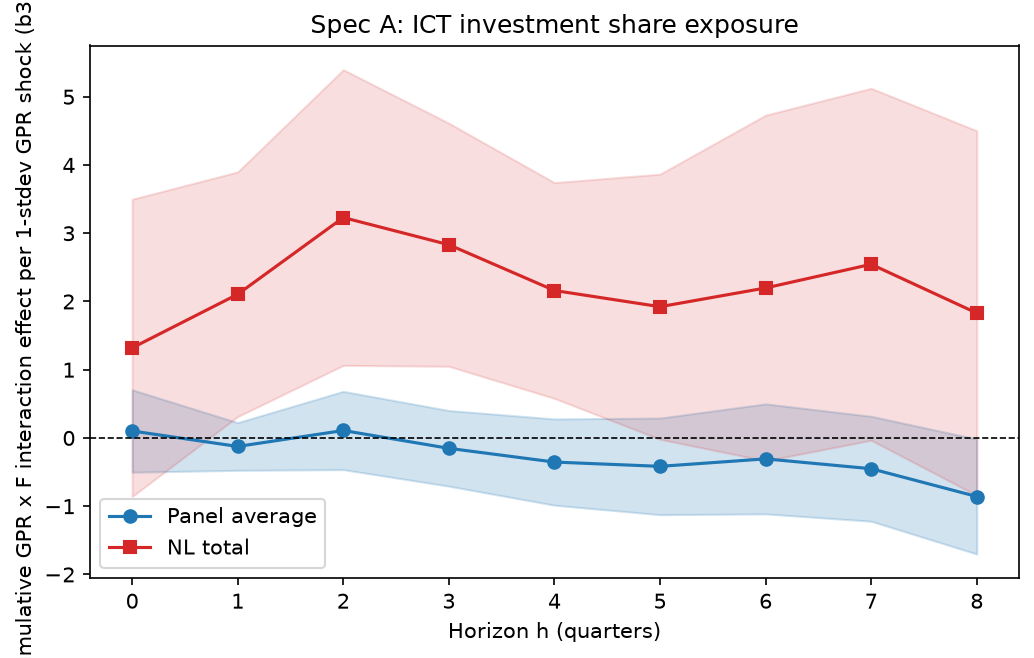 Spec A: ICT investment share exposure
mulative GPR x F interaction effect per 1-stdev GPR shock (b3
5
4
3
2
1
0
−1
−2
Panel average
NL total
0 1 2 3 4 5 6 7 8
Horizon h (quarters)